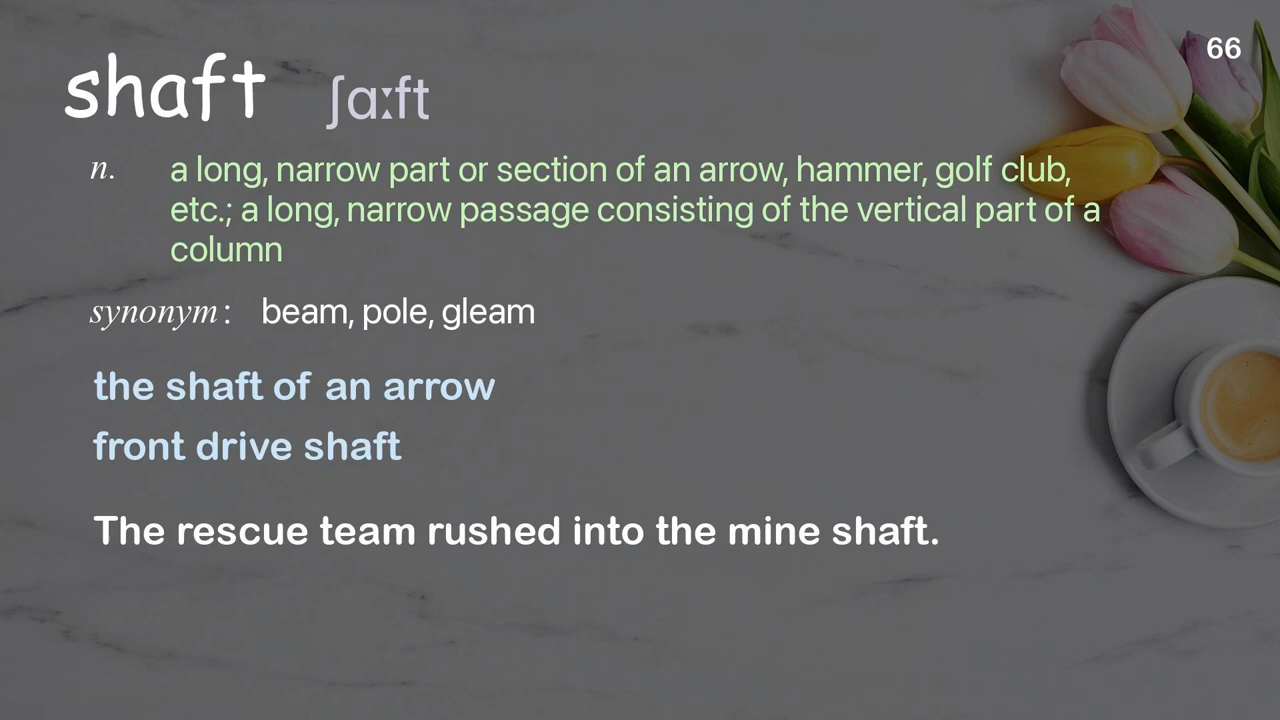 66
shaft ʃɑːft
n. a long, narrow part or section of an arrow, hammer, golf club,
etc.; a long, narrow passage consisting of the vertical part of a
column
synonym: beam, pole, gleam
the shaft of an arrow
front drive shaft
The rescue team rushed into the mine shaft.